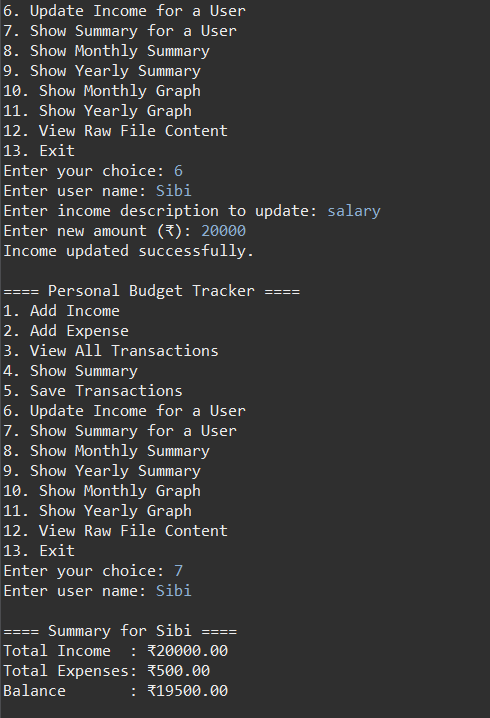 6. Update Income for a User
7. Show Summary for a User
8. Show Monthly Summary
9. Show Yearly Summary
10. Show Monthly Graph
11. Show Yearly Graph
12. View Raw File Content
13. Exit
Enter your choice: 6
Enter user name: Sibi
Enter income description to update: salary
Enter new amount (₹): 20000
Income updated successfully.

==== Personal Budget Tracker ====
1. Add Income
2. Add Expense
3. View All Transactions
4. Show Summary
5. Save Transactions
6. Update Income for a User
7. Show Summary for a User
8. Show Monthly Summary
9. Show Yearly Summary
10. Show Monthly Graph
11. Show Yearly Graph
12. View Raw File Content
13. Exit
Enter your choice: 7
Enter user name: Sibi

==== Summary for Sibi ====
Total Income  : ₹20000.00
Total Expenses: ₹500.00
Balance       : ₹19500.00